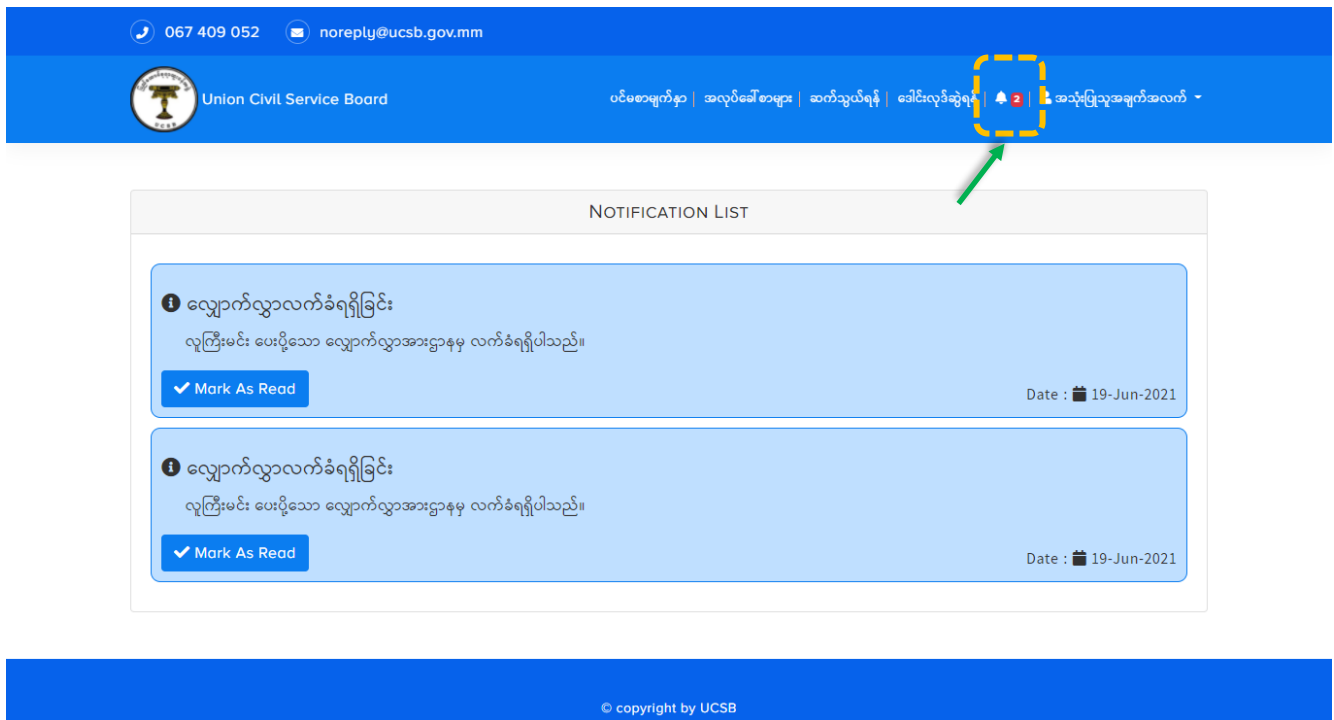 067 409 052 noreply@ucsb.gov.mm
Union Civil Service Board
ပင်မစာမျက်နှာ | အလုပ်ခေါ်စာများ | ဆက်သွယ်ရန် | ဒေါင်းလုဒ်ဆွဲရန် | 2 | အသုံးပြုသူအချက်အလက်
NOTIFICATION LIST
လျှောက်လွှာလက်ခံရရှိခြင်း
လူကြီးမင်း ပေးပို့သော လျှောက်လွှာအားဌာနမှ လက်ခံရရှိပါသည်။
Mark As Read
Date : 19-Jun-2021
လျှောက်လွှာလက်ခံရရှိခြင်း
လူကြီးမင်း ပေးပို့သော လျှောက်လွှာအားဌာနမှ လက်ခံရရှိပါသည်။
Mark As Read
Date : 19-Jun-2021
© copyright by UCSB